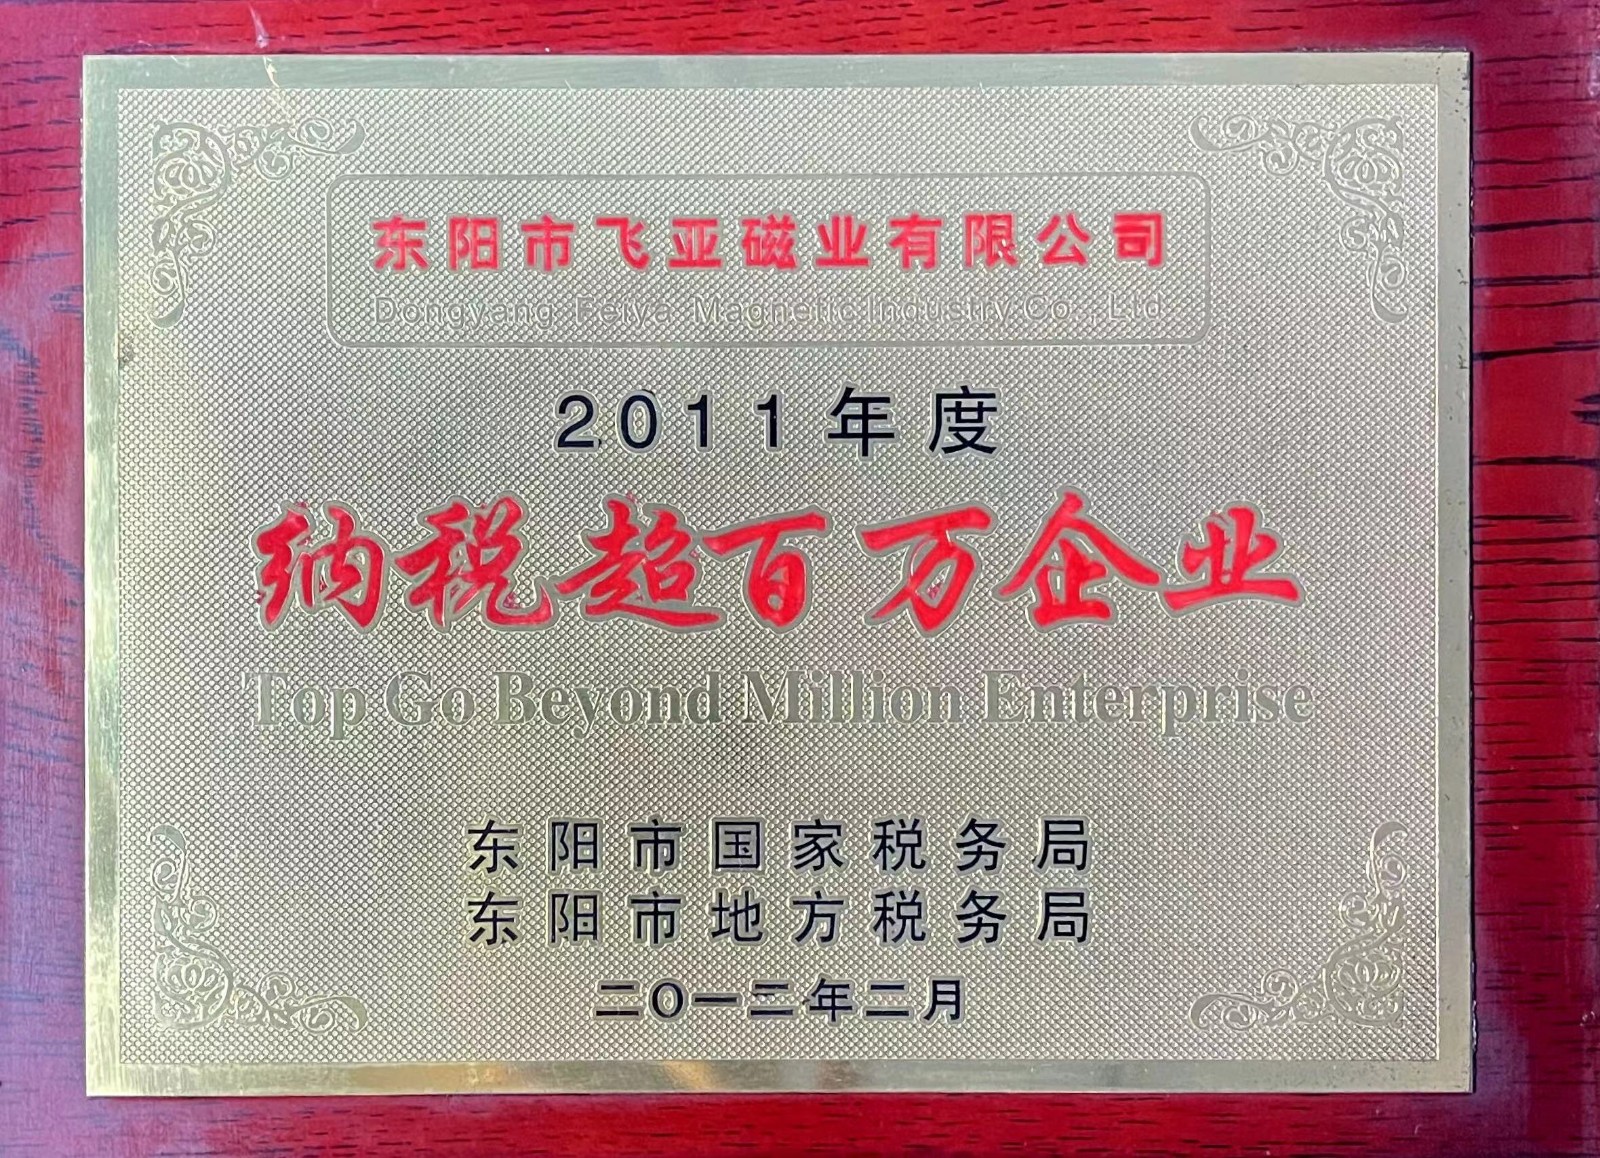 东阳市飞亚磁业有限公司
Dongyang Feiya Magnetic Industry Co., Ltd
2011年度
纳税超百万企业
Top Go Beyond Million Enterprise
东阳市国家税务局
东阳市地方税务局
二〇一二年二月